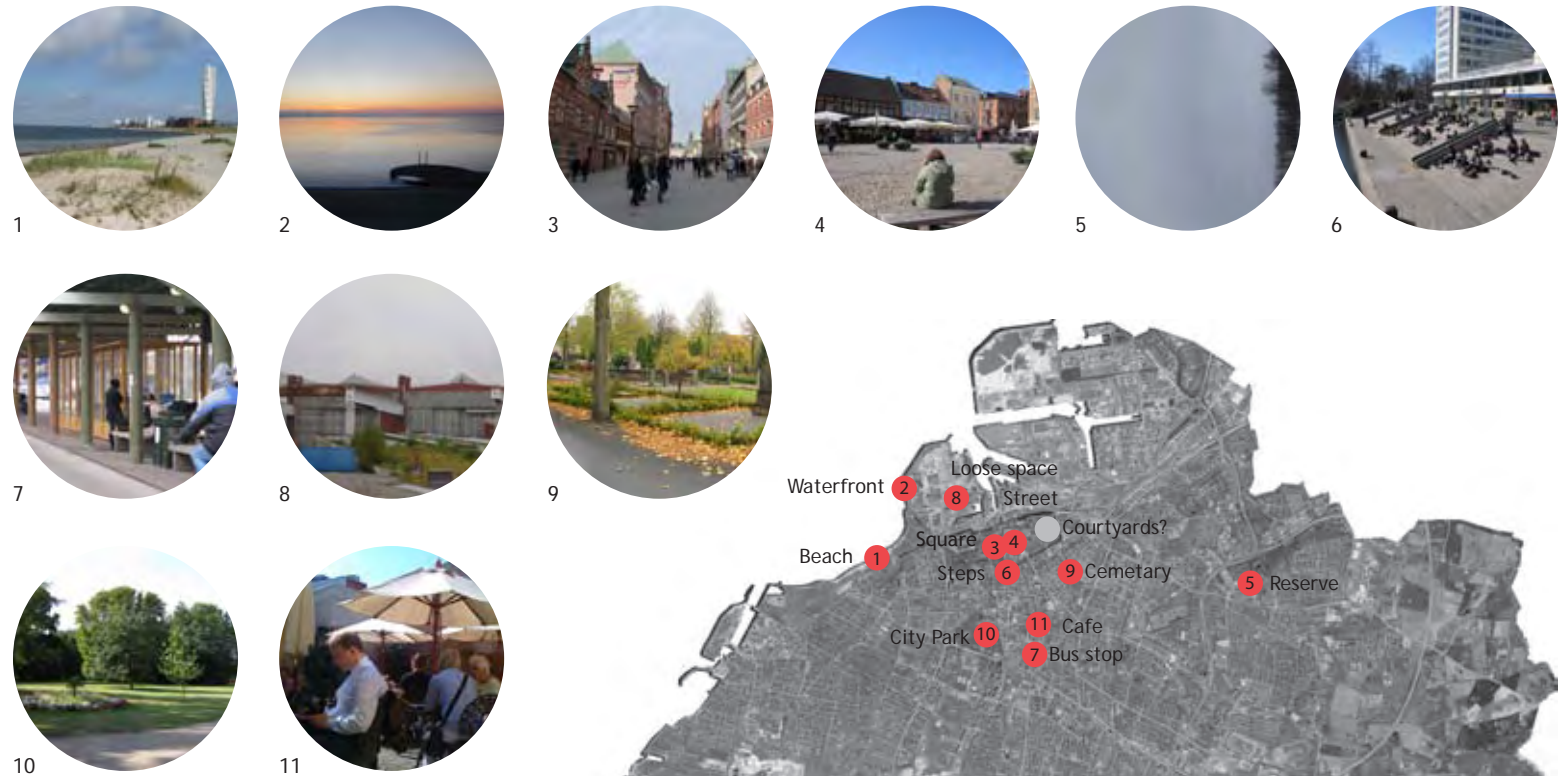 1
2
3
4
5
6
7
8
9
10
11
Loose space
Waterfront 2
8 Street
Courtyards?
Square 3 4
Beach 1
Steps 6
9 Cemetary
5 Reserve
11 Cafe
City Park 10
7 Bus stop